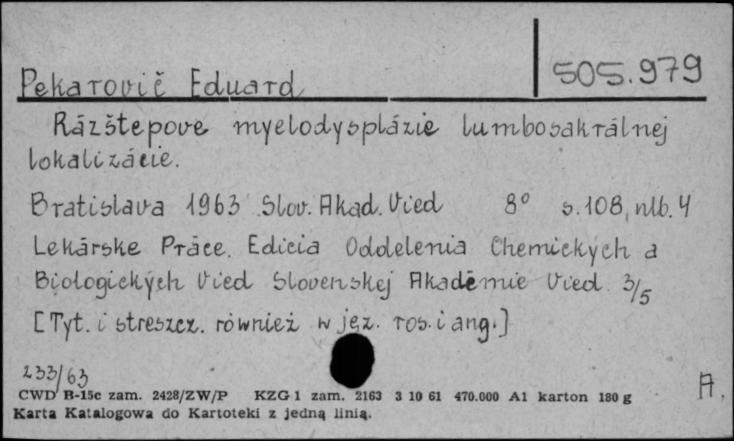 Pekarovič Eduard
505.979
Rázštepove myelodysplázie lumbosakrálnej
lokalizácie.
Bratislava 1963 Slov. Akad. Vied 8° s. 108, nlb. 4
Lekárske Práce. Edicia Oddelenia Chemických a
Biologických Vied Slovenskej Akadémie Vied. 3/5
[Tyt. i streszcz. również w jęz. ros. i ang.]
233/63
A.
CWD B-15c zam. 2428/ZW/P KZG 1 zam. 2163 3 10 61 470.000 A1 karton 180 g
Karta Katalogowa do Kartoteki z jedną linią.